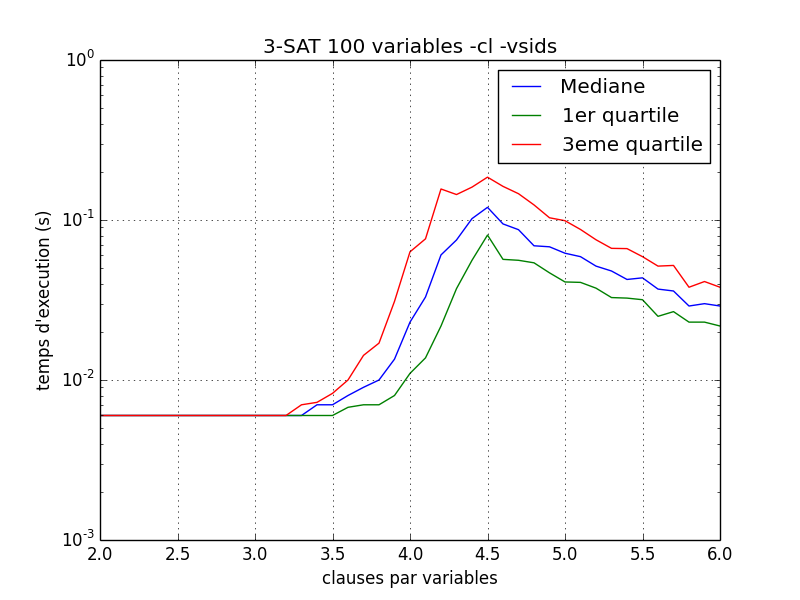 3-SAT 100 variables -cl -vsids
10^0
10^-1
10^-2
10^-3
temps d'execution (s)
Mediane
1er quartile
3eme quartile
2.0 2.5 3.0 3.5 4.0 4.5 5.0 5.5 6.0
clauses par variables